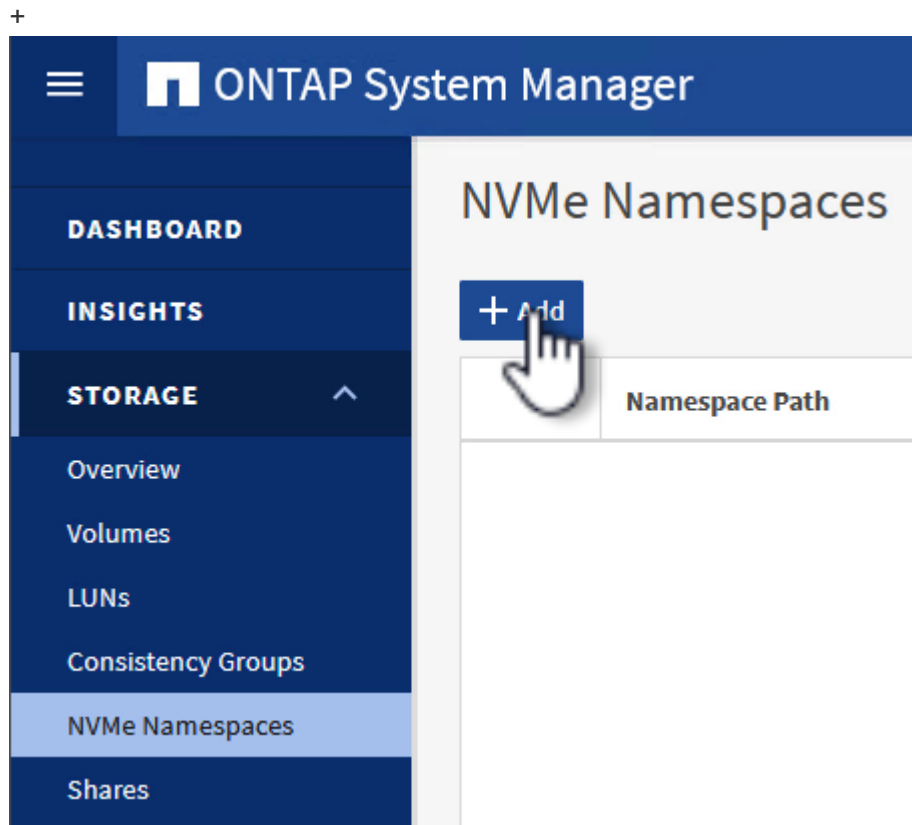 +
ONTAP System Manager
DASHBOARD
INSIGHTS
STORAGE
Overview
Volumes
LUNs
Consistency Groups
NVMe Namespaces
Shares
NVMe Namespaces
+ Add
Namespace Path